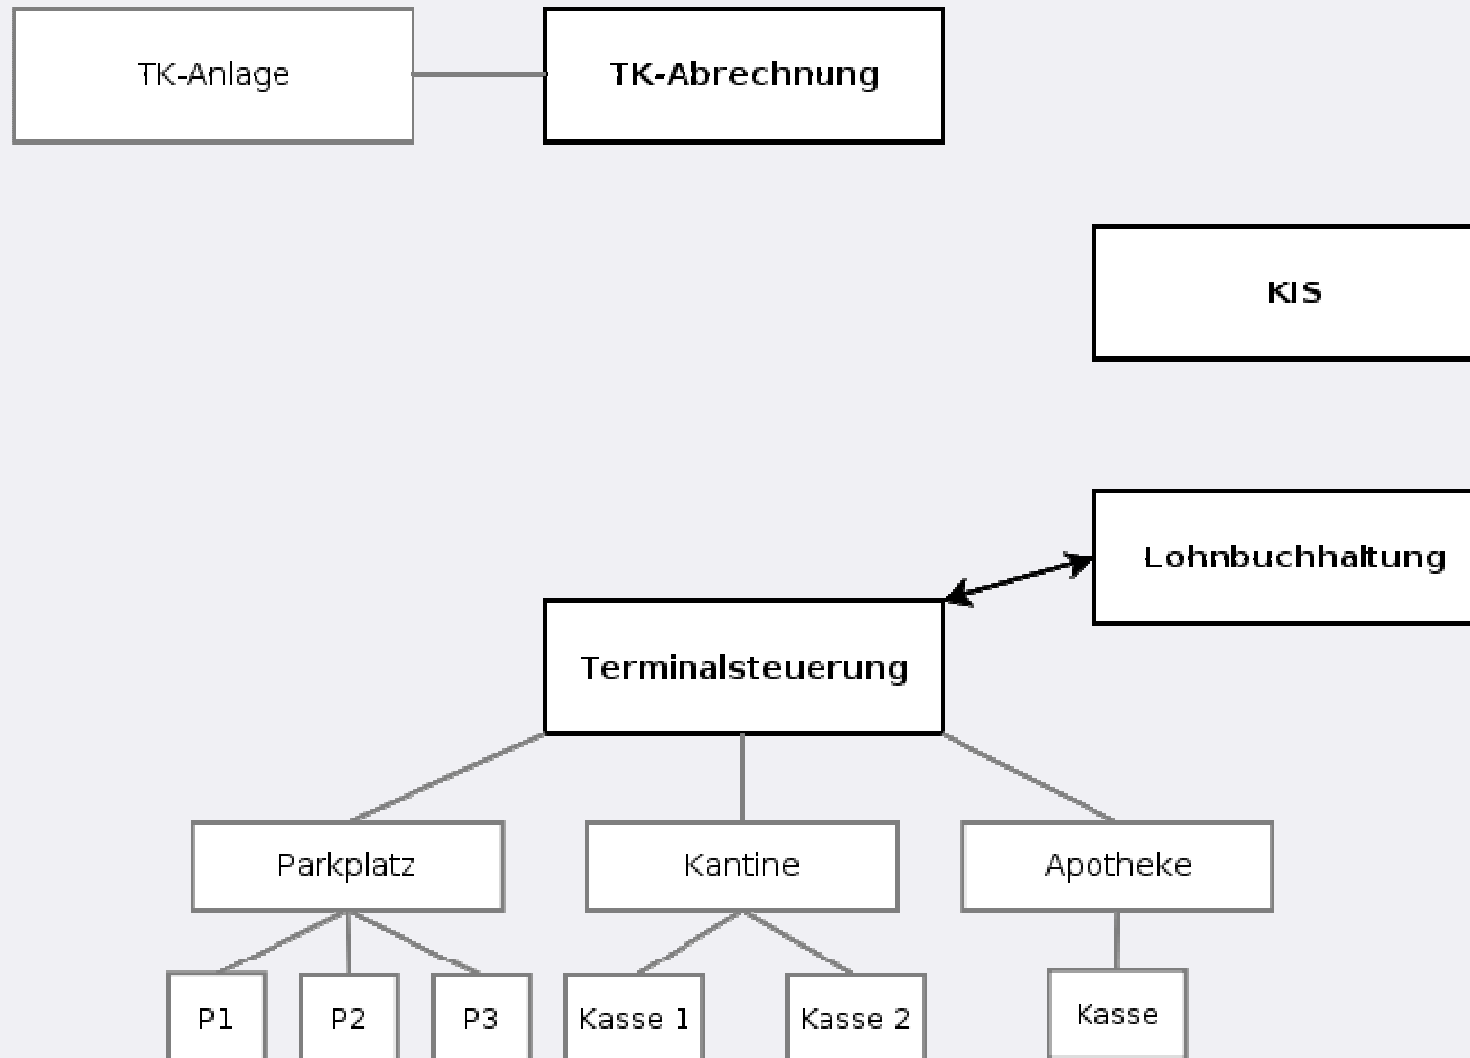 TK-Anlage
TK-Abrechnung
KIS
Lohnbuchhaltung
Terminalsteuerung
Parkplatz
Kantine
Apotheke
P1
P2
P3
Kasse 1
Kasse 2
Kasse